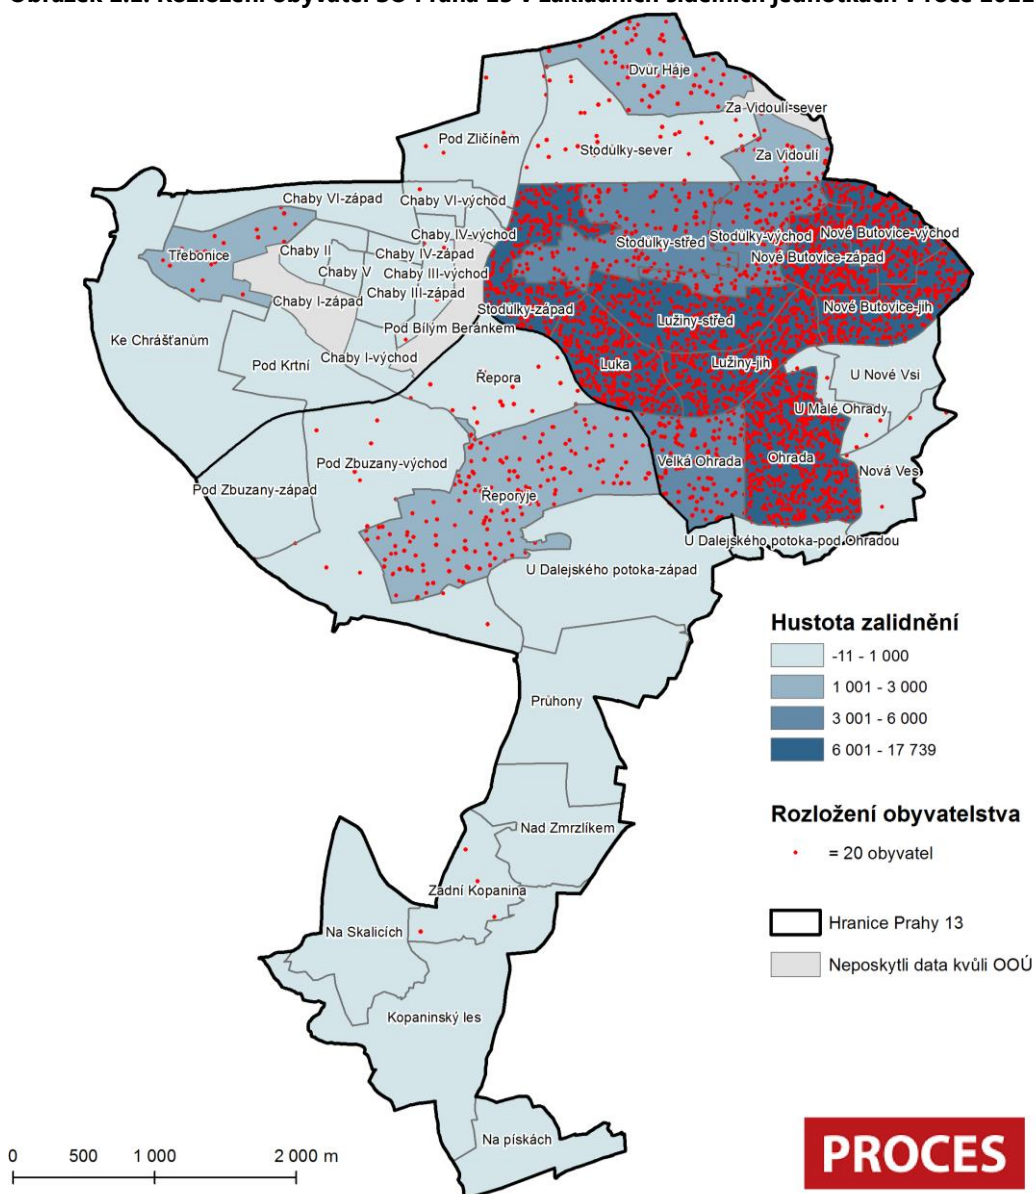 Obrázek 2.2: Rozložení obyvatel SO Praha 13 v základních sídelních jednotkách v roce 2021
Dvůr Háje
Za Vidoulí-sever
Pod Zličínem
Stodůlky-sever
Za Vidoulí
Chaby VI-západ
Chaby VI-východ
Chaby IV-východ
Nové Butovice-východ
Stodůlky-východ
Stodůlky-střed
Třebonice
Chaby II
Chaby IV-západ
Nové Butovice-západ
Chaby V
Chaby III-východ
Chaby III-západ
Chaby I-západ
Stodůlky-západ
Nové Butovice-jih
Lužiny-střed
Pod Bílým Beránkem
Ke Chrášťanům
Chaby I-východ
Pod Krtní
Luka
Lužiny-jih
U Nové Vsi
Řepora
U Malé Ohrady
Ohrada
Velká Ohrada
Pod Zbuzany-východ
Nová Ves
Pod Zbuzany-západ
Řeporyje
U Dalejského potoka-pod Ohradou
U Dalejského potoka-západ
Průhony
Nad Zmrzlíkem
Zadní Kopanina
Na Skalicích
Kopaninský les
Na pískách
Hustota zalidnění
-11 - 1 000
1 001 - 3 000
3 001 - 6 000
6 001 - 17 739
Rozložení obyvatelstva
= 20 obyvatel
Hranice Prahy 13
Neposkytli data kvůli OOÚ
0 500 1 000 2 000 m
PROCES